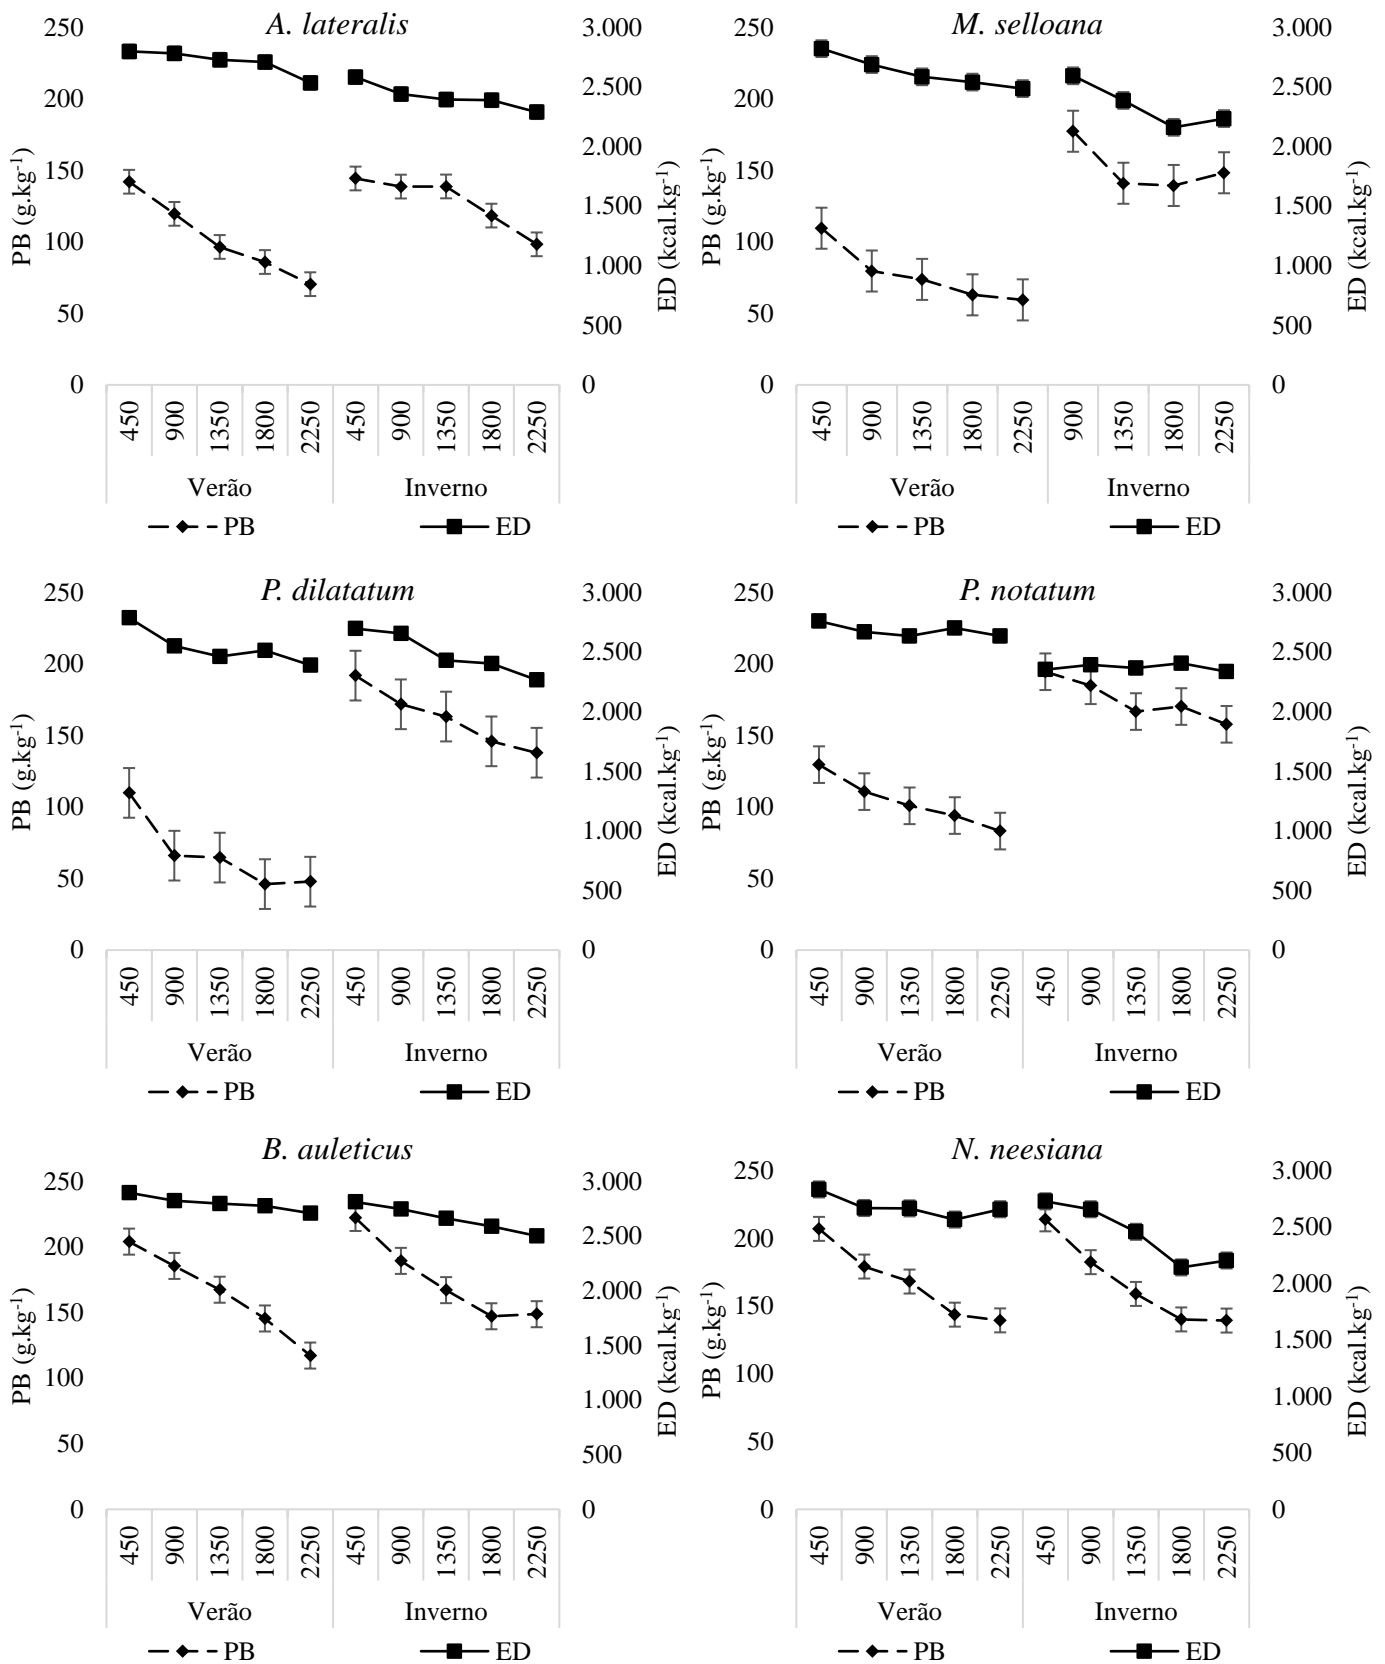 A. lateralis
250
200
150
100
50
0
PB (g.kg⁻¹)
3.000
2.500
2.000
1.500
1.000
500
0
ED (kcal.kg⁻¹)
450 900 1350 1800 2250 450 900 1350 1800 2250
Verão Inverno
PB ED
M. selloana
250
200
150
100
50
0
PB (g.kg⁻¹)
3.000
2.500
2.000
1.500
1.000
500
0
ED (kcal.kg⁻¹)
450 900 1350 1800 2250 900 1350 1800 2250
Verão Inverno
PB ED
P. dilatatum
250
200
150
100
50
0
PB (g.kg⁻¹)
3.000
2.500
2.000
1.500
1.000
500
0
ED (kcal.kg⁻¹)
450 900 1350 1800 2250 450 900 1350 1800 2250
Verão Inverno
PB ED
P. notatum
250
200
150
100
50
0
PB (g.kg⁻¹)
3.000
2.500
2.000
1.500
1.000
500
0
ED (kcal.kg⁻¹)
450 900 1350 1800 2250 450 900 1350 1800 2250
Verão Inverno
PB ED
B. auleticus
250
200
150
100
50
0
PB (g.kg⁻¹)
3.000
2.500
2.000
1.500
1.000
500
0
ED (kcal.kg⁻¹)
450 900 1350 1800 2250 450 900 1350 1800 2250
Verão Inverno
PB ED
N. neesiana
250
200
150
100
50
0
PB (g.kg⁻¹)
3.000
2.500
2.000
1.500
1.000
500
0
ED (kcal.kg⁻¹)
450 900 1350 1800 2250 450 900 1350 1800 2250
Verão Inverno
PB ED